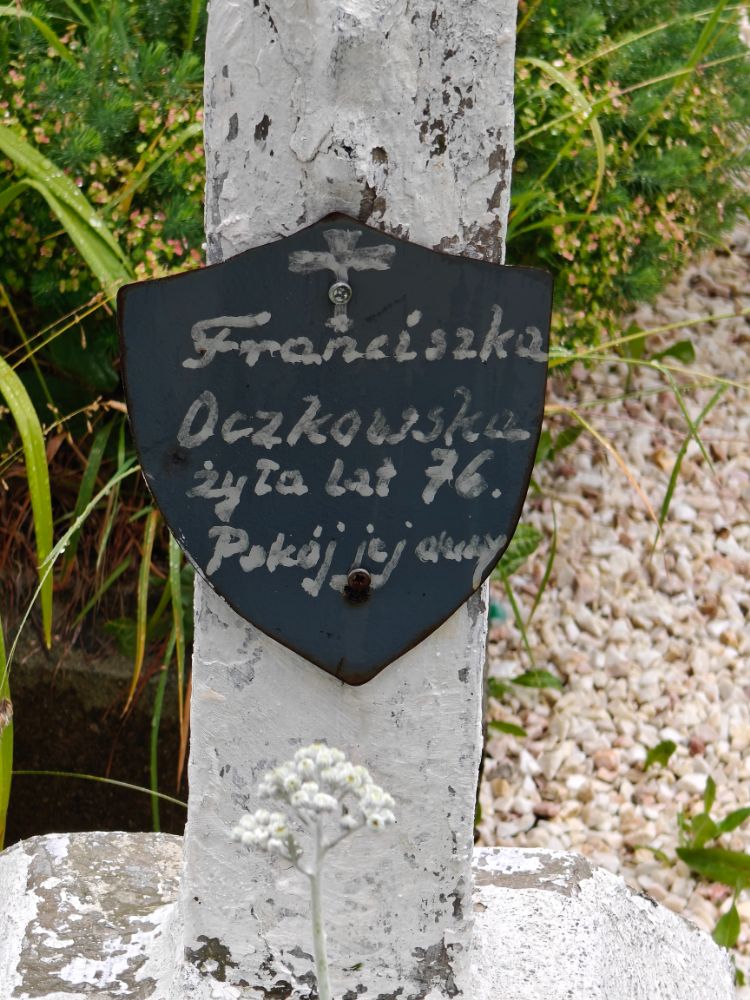 Franciszka
Oczkowska
żyła lat 76.
Pokój jej duszy